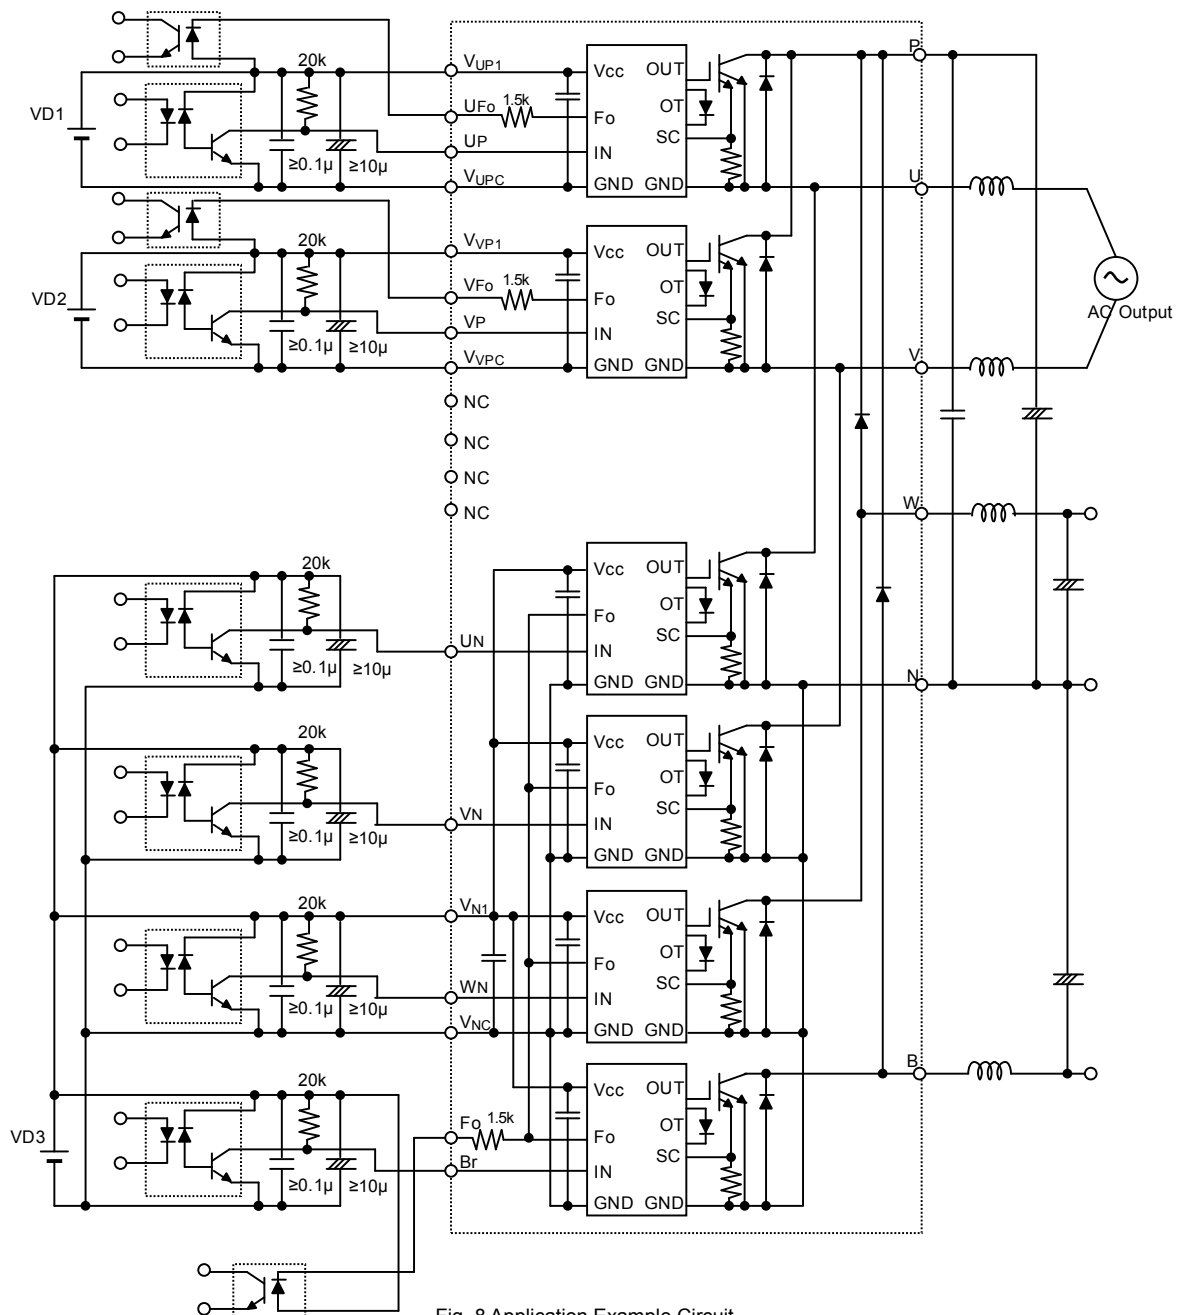 20k
VD1
≥0.1µ
≥10µ
VUP1
UFo
1.5k
UP
VUPC
Vcc
OUT
Fo
OT
SC
IN
GND
GND
P
U
20k
VD2
≥0.1µ
≥10µ
VVP1
VFo
1.5k
VP
VVPC
Vcc
OUT
Fo
OT
SC
IN
GND
GND
V
AC Output
NC
NC
NC
NC
W
20k
≥0.1µ
≥10µ
UN
Vcc
OUT
Fo
OT
SC
IN
GND
GND
N
20k
≥0.1µ
≥10µ
VN
Vcc
OUT
Fo
OT
SC
IN
GND
GND
20k
≥0.1µ
≥10µ
VN1
WN
VNC
Vcc
OUT
Fo
OT
SC
IN
GND
GND
B
20k
VD3
≥0.1µ
≥10µ
Fo
1.5k
Br
Vcc
OUT
Fo
OT
SC
IN
GND
GND
Fig. 8 Application Example Circuit